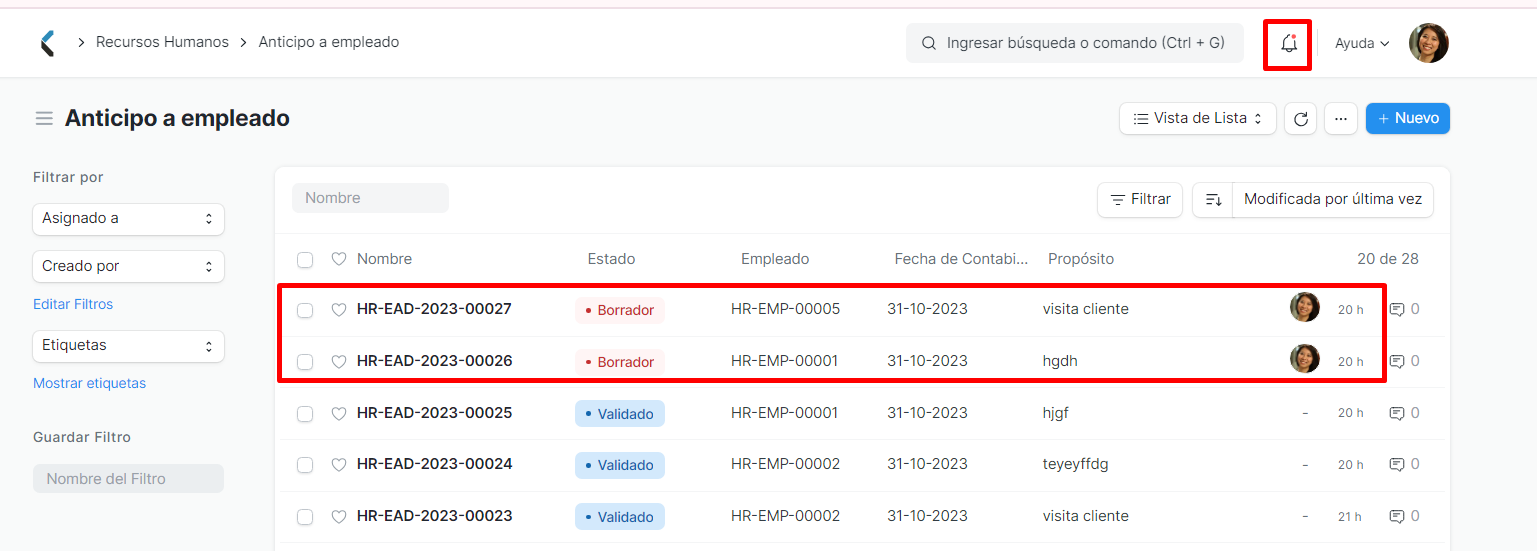 Recursos Humanos Anticipo a empleado Ingresar búsqueda o comando (Ctrl + G) Ayuda
Anticipo a empleado Vista de Lista ... + Nuevo
Filtrar por
Asignado a
Creado por
Editar Filtros
Etiquetas
Mostrar etiquetas
Guardar Filtro
Nombre del Filtro
Nombre Filtrar Modificada por última vez
Nombre Estado Empleado Fecha de Contabi... Propósito 20 de 28
HR-EAD-2023-00027 Borrador HR-EMP-00005 31-10-2023 visita cliente 20 h 0
HR-EAD-2023-00026 Borrador HR-EMP-00001 31-10-2023 hgdh 20 h 0
HR-EAD-2023-00025 Validado HR-EMP-00001 31-10-2023 hjgf - 20 h 0
HR-EAD-2023-00024 Validado HR-EMP-00002 31-10-2023 teyeyffdg - 20 h 0
HR-EAD-2023-00023 Validado HR-EMP-00002 31-10-2023 visita cliente - 21 h 0